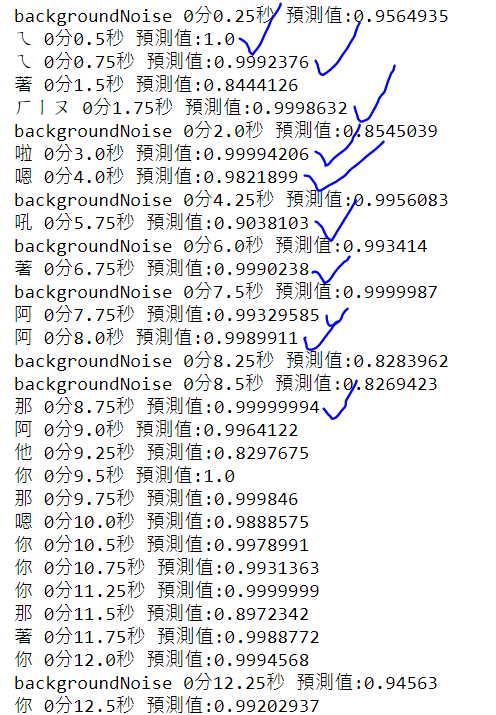 backgroundNoise 0分0.25秒 預測值:0.9564935
ㄟ 0分0.5秒 預測值:1.0
ㄟ 0分0.75秒 預測值:0.9992376
著 0分1.5秒 預測值:0.8444126
ㄏㄧㄡ 0分1.75秒 預測值:0.9998632
backgroundNoise 0分2.0秒 預測值:0.8545039
啦 0分3.0秒 預測值:0.99994206
嗯 0分4.0秒 預測值:0.9821899
backgroundNoise 0分4.25秒 預測值:0.9956083
吼 0分5.75秒 預測值:0.9038103
backgroundNoise 0分6.0秒 預測值:0.993414
著 0分6.75秒 預測值:0.9990238
backgroundNoise 0分7.5秒 預測值:0.9999987
阿 0分7.75秒 預測值:0.99329585
阿 0分8.0秒 預測值:0.9989911
backgroundNoise 0分8.25秒 預測值:0.8283962
backgroundNoise 0分8.5秒 預測值:0.8269423
那 0分8.75秒 預測值:0.99999994
阿 0分9.0秒 預測值:0.9964122
他 0分9.25秒 預測值:0.8297675
你 0分9.5秒 預測值:1.0
那 0分9.75秒 預測值:0.999846
嗯 0分10.0秒 預測值:0.9888575
你 0分10.5秒 預測值:0.9978991
你 0分10.75秒 預測值:0.9931363
你 0分11.25秒 預測值:0.9999999
那 0分11.5秒 預測值:0.8972342
著 0分11.75秒 預測值:0.9988772
你 0分12.0秒 預測值:0.9994568
backgroundNoise 0分12.25秒 預測值:0.94563
你 0分12.5秒 預測值:0.99202937